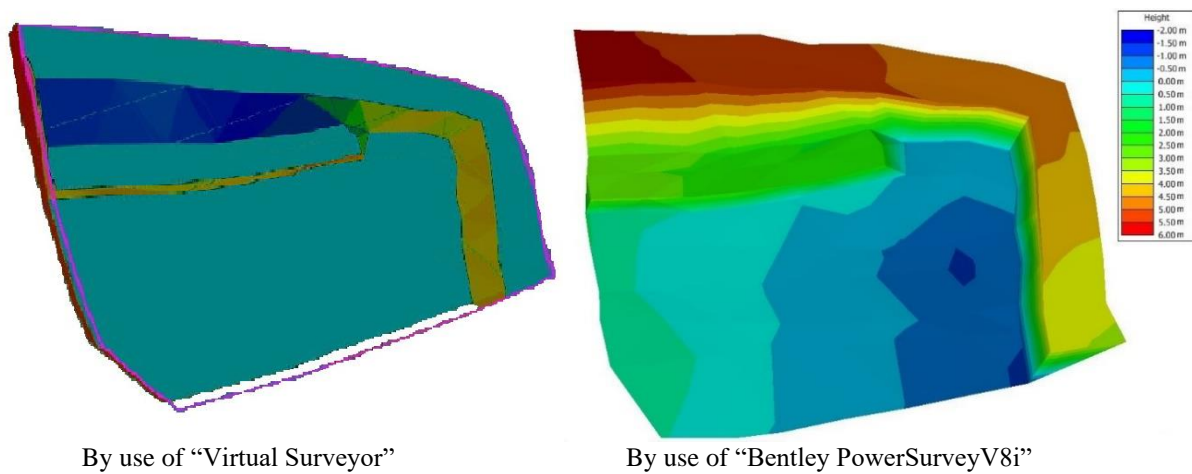 Height
-2.00 m
-1.50 m
-1.00 m
-0.50 m
0.00 m
0.50 m
1.00 m
1.50 m
2.00 m
2.50 m
3.00 m
3.50 m
4.00 m
4.50 m
5.00 m
5.50 m
6.00 m
By use of “Virtual Surveyor”
By use of “Bentley PowerSurveyV8i”